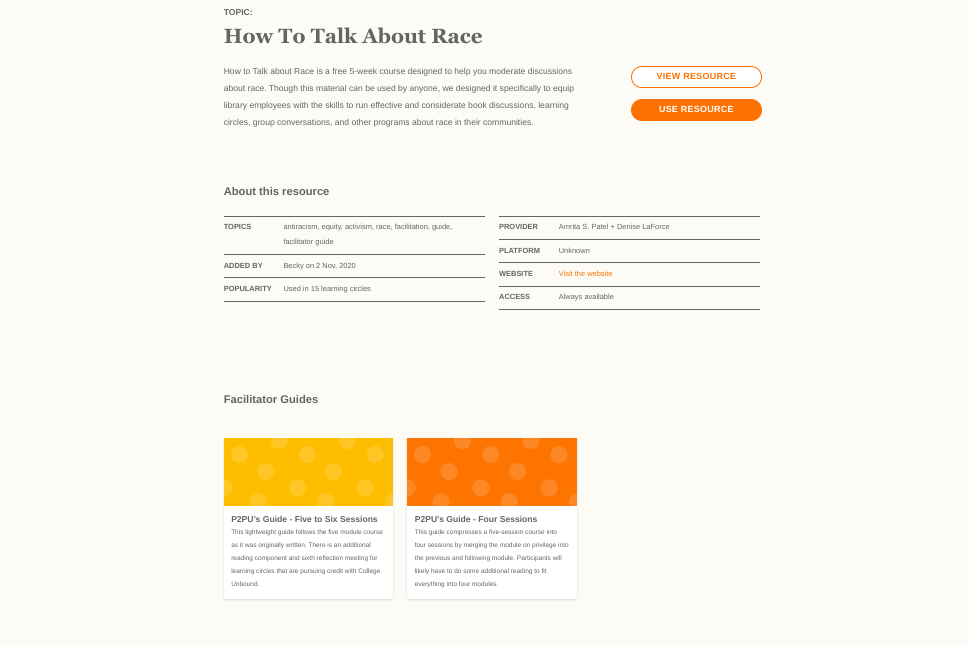 TOPIC:
How To Talk About Race
How to Talk about Race is a free 5-week course designed to help you moderate discussions
about race. Though this material can be used by anyone, we designed it specifically to equip
library employees with the skills to run effective and considerate book discussions, learning
circles, group conversations, and other programs about race in their communities.
VIEW RESOURCE
USE RESOURCE
About this resource
TOPICS antiracism, equity, activism, race, facilitation, guide,
facilitator guide
ADDED BY Becky on 2 Nov, 2020
POPULARITY Used in 15 learning circles
PROVIDER Amrita S. Patel + Denise LaForce
PLATFORM Unknown
WEBSITE Visit the website
ACCESS Always available
Facilitator Guides
P2PU's Guide - Five to Six Sessions
This lightweight guide follows the five module course
as it was originally written. There is an additional
reading component and sixth reflection meeting for
learning circles that are pursuing credit with College
Unbound.
P2PU's Guide - Four Sessions
This guide compresses a five-session course into
four sessions by merging the module on privilege into
the previous and following module. Participants will
likely have to do some additional reading to fit
everything into four modules.